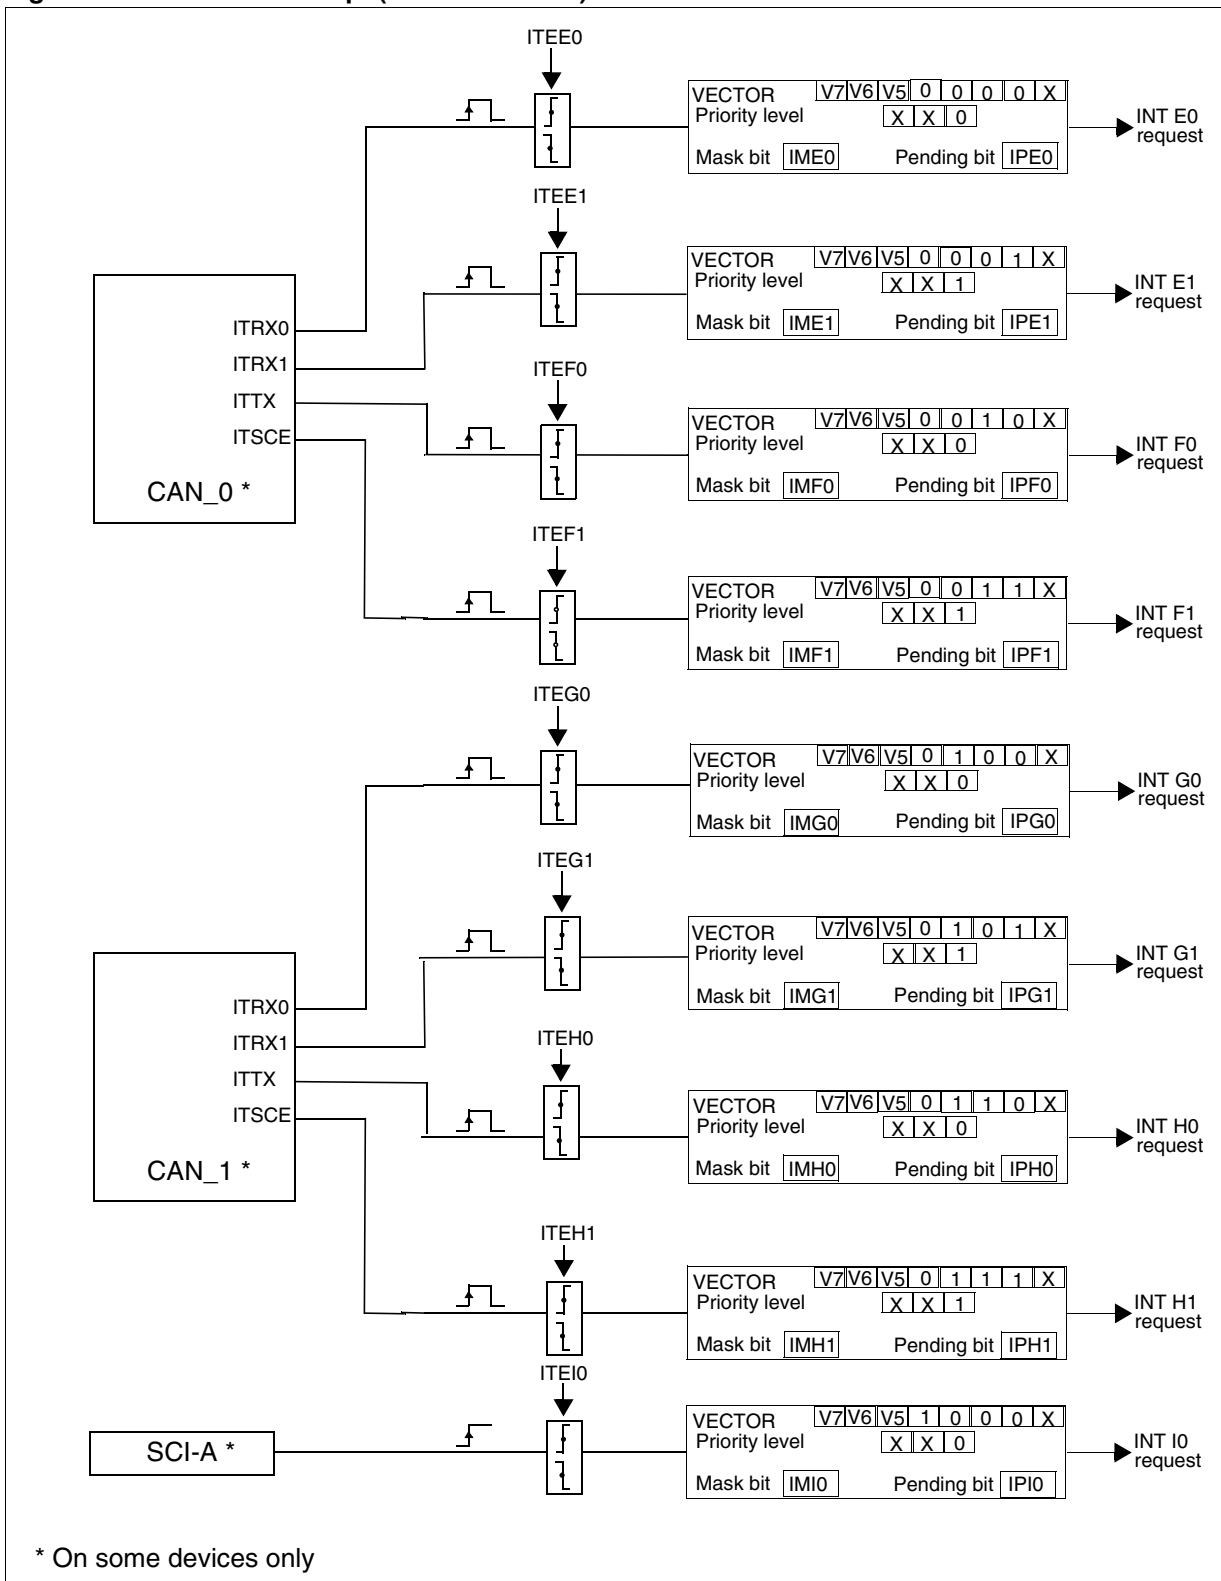 ITEE0
VECTOR V7 V6 V5 0 0 0 0 X
Priority level X X 0
Mask bit IME0 Pending bit IPE0
INT E0
request
ITEE1
VECTOR V7 V6 V5 0 0 0 1 X
Priority level X X 1
Mask bit IME1 Pending bit IPE1
INT E1
request
ITRX0
ITRX1
ITTX
ITSCE
CAN_0 *
ITEF0
VECTOR V7 V6 V5 0 0 1 0 X
Priority level X X 0
Mask bit IMF0 Pending bit IPF0
INT F0
request
ITEF1
VECTOR V7 V6 V5 0 0 1 1 X
Priority level X X 1
Mask bit IMF1 Pending bit IPF1
INT F1
request
ITEG0
VECTOR V7 V6 V5 0 1 0 0 X
Priority level X X 0
Mask bit IMG0 Pending bit IPG0
INT G0
request
ITEG1
VECTOR V7 V6 V5 0 1 0 1 X
Priority level X X 1
Mask bit IMG1 Pending bit IPG1
INT G1
request
ITRX0
ITRX1
ITTX
ITSCE
CAN_1 *
ITEH0
VECTOR V7 V6 V5 0 1 1 0 X
Priority level X X 0
Mask bit IMH0 Pending bit IPH0
INT H0
request
ITEH1
VECTOR V7 V6 V5 0 1 1 1 X
Priority level X X 1
Mask bit IMH1 Pending bit IPH1
INT H1
request
ITEI0
SCI-A *
VECTOR V7 V6 V5 1 0 0 0 X
Priority level X X 0
Mask bit IMI0 Pending bit IPI0
INT I0
request
* On some devices only